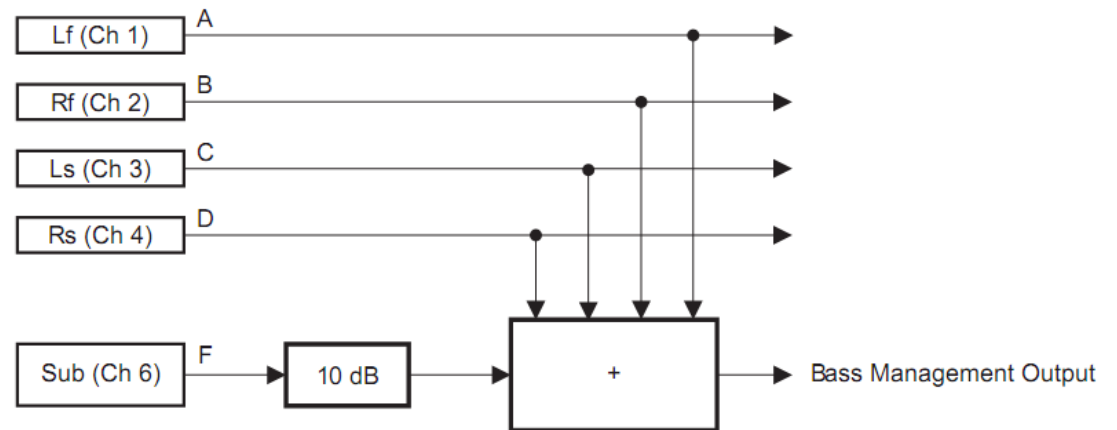 Lf (Ch 1)
A
Rf (Ch 2)
B
Ls (Ch 3)
C
Rs (Ch 4)
D
Sub (Ch 6)
F
10 dB
+
Bass Management Output